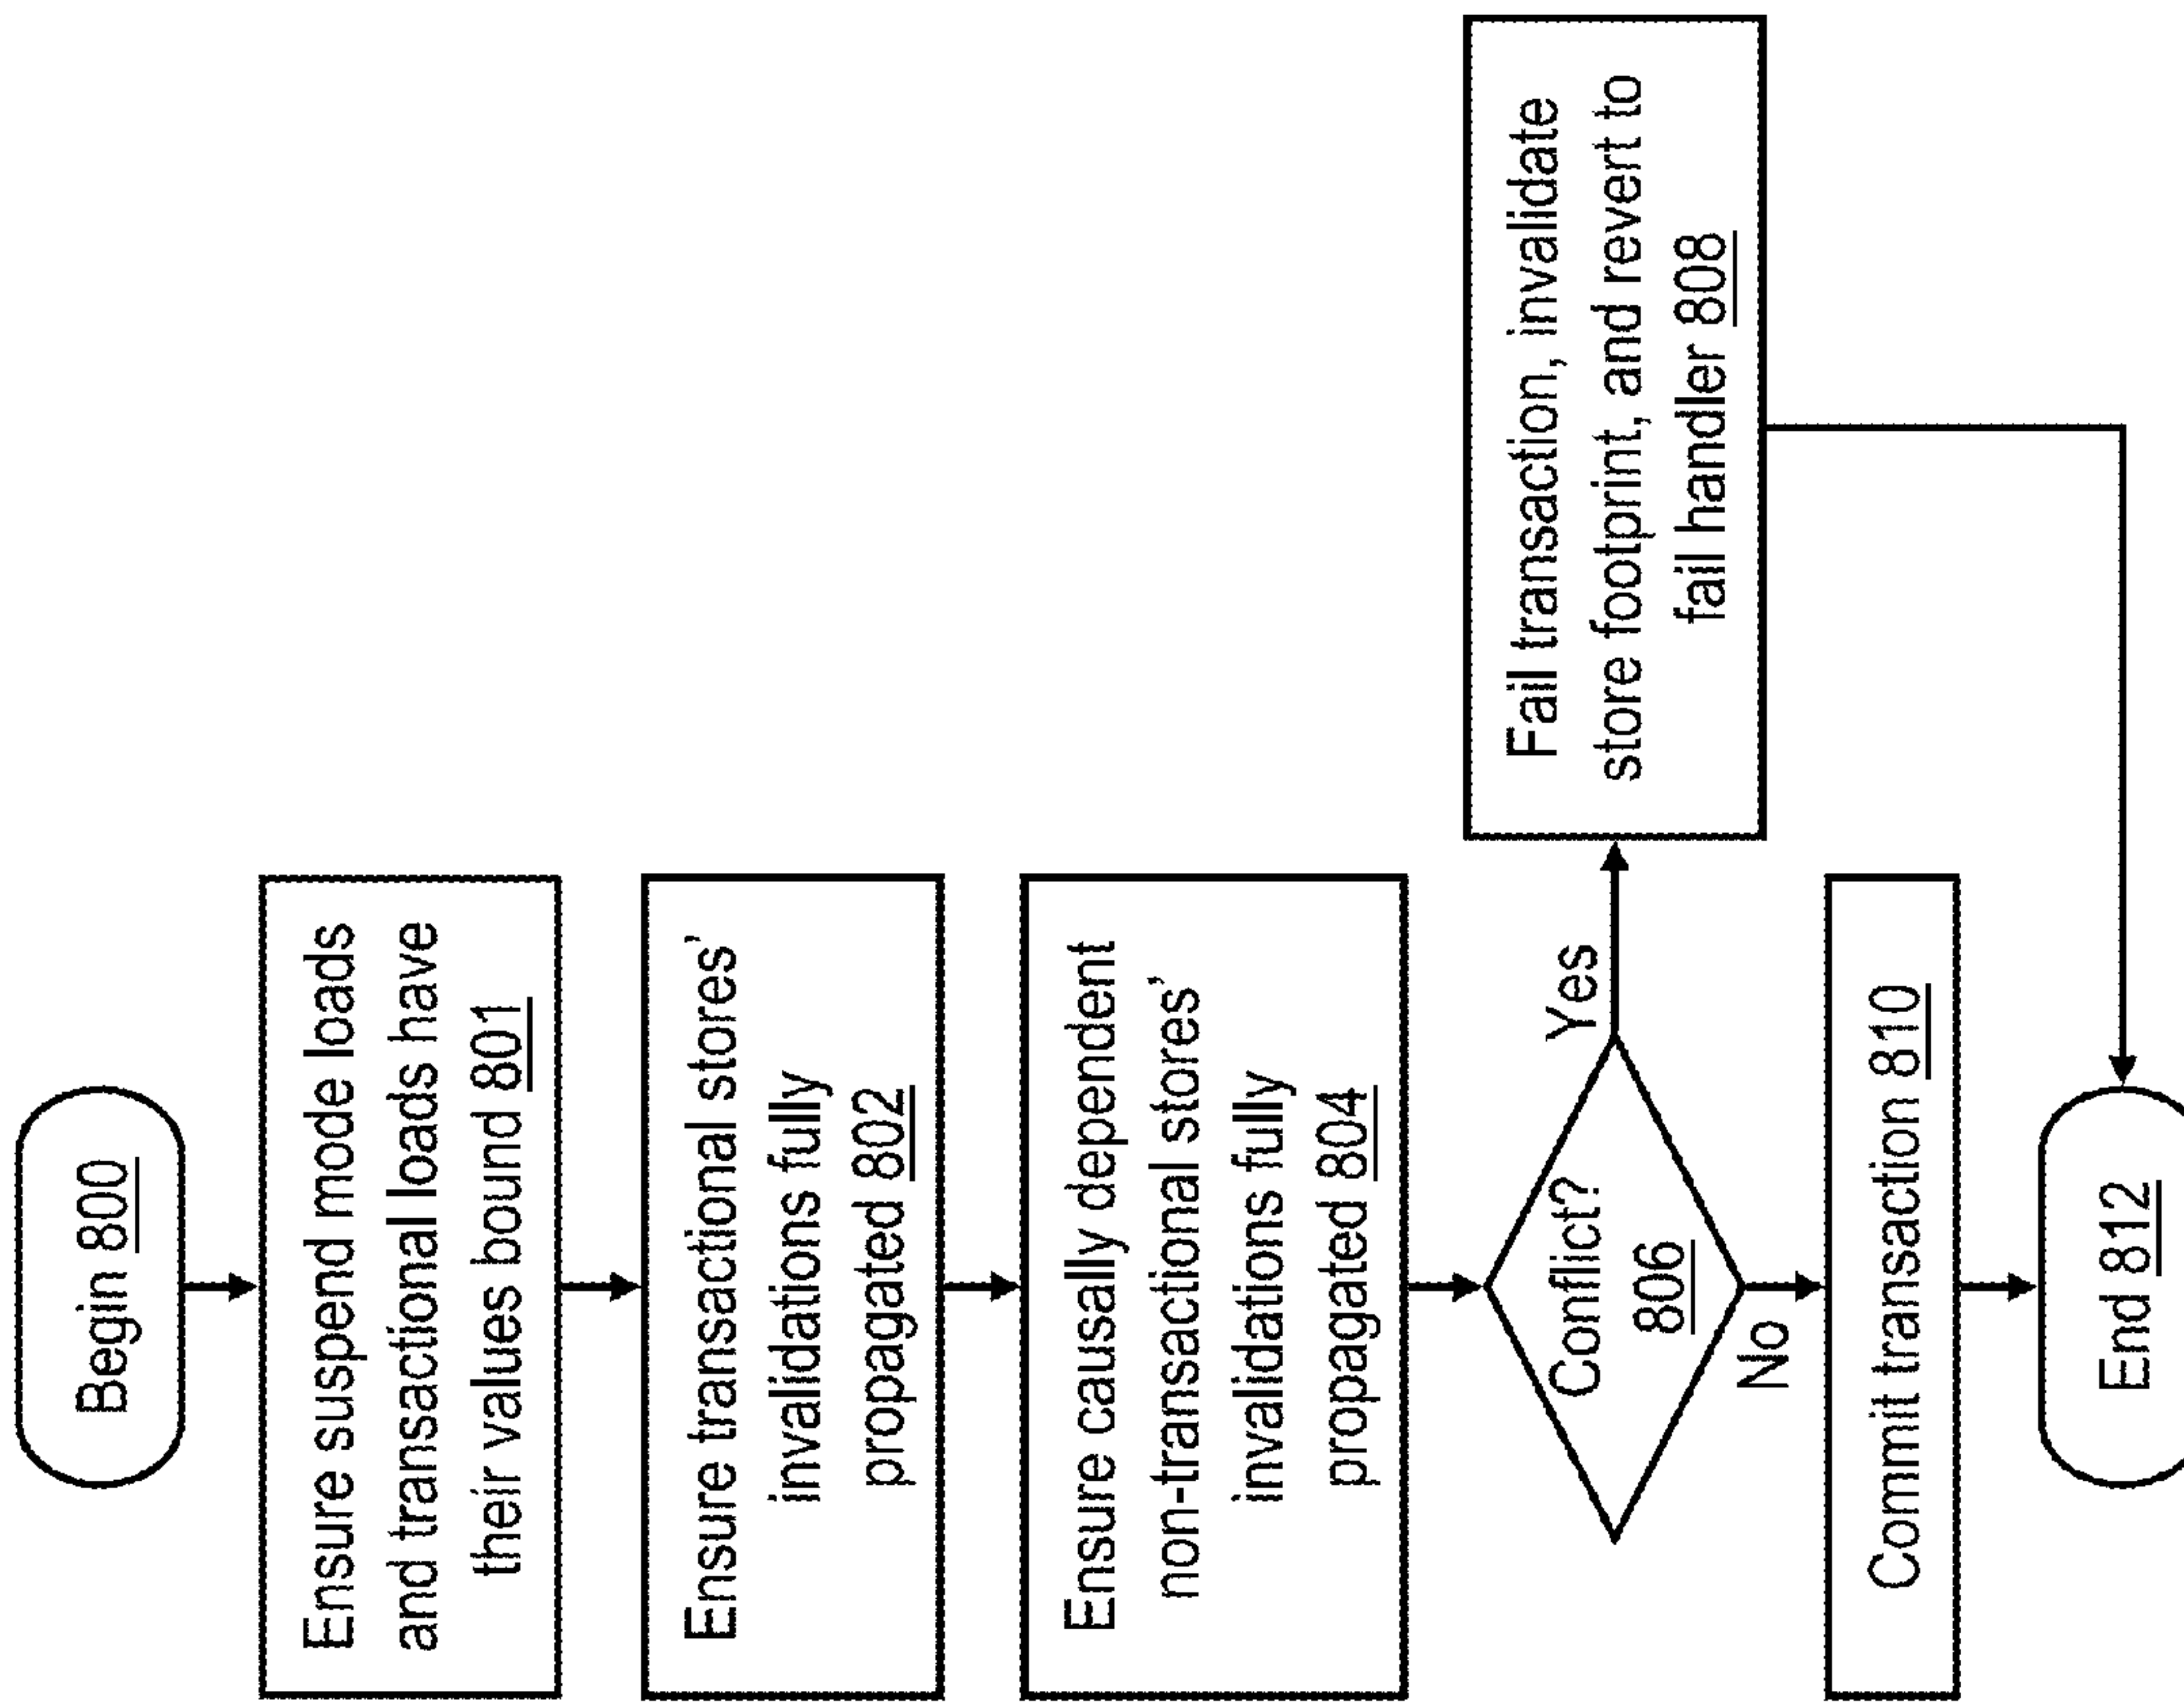 Begin 800
Ensure suspend mode loads
and transactional loads have
their values bound 801
Ensure transactional stores’
invalidations fully
propagated 802
Ensure causally dependent
non-transactional stores’
invalidations fully
propagated 804
Conflict?
806
Yes
No
Fail transaction, invalidate
store footprint, and revert to
fail handler 808
Commit transaction 810
End 812